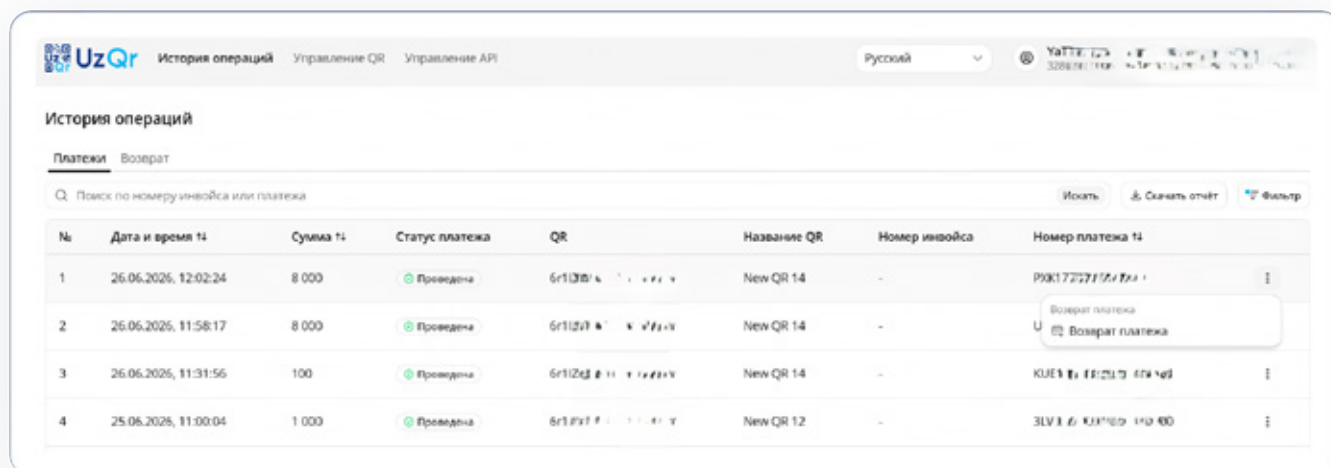 UzQr История операций Управление QR Управление API Русский
История операций
Платежи Возврат
Поиск по номеру инвойса или платежа Искать Скачать отчёт Фильтр
№ Дата и время ↑↓ Сумма ↑↓ Статус платежа QR Название QR Номер инвойса Номер платежа ↑↓
1 26.06.2026, 12:02:24 8 000 Проведена New QR 14 -
Возврат платежа
2 26.06.2026, 11:58:17 8 000 Проведена New QR 14 - Возврат платежа
3 26.06.2026, 11:31:56 100 Проведена New QR 14 -
4 25.06.2026, 11:00:04 1 000 Проведена New QR 12 -